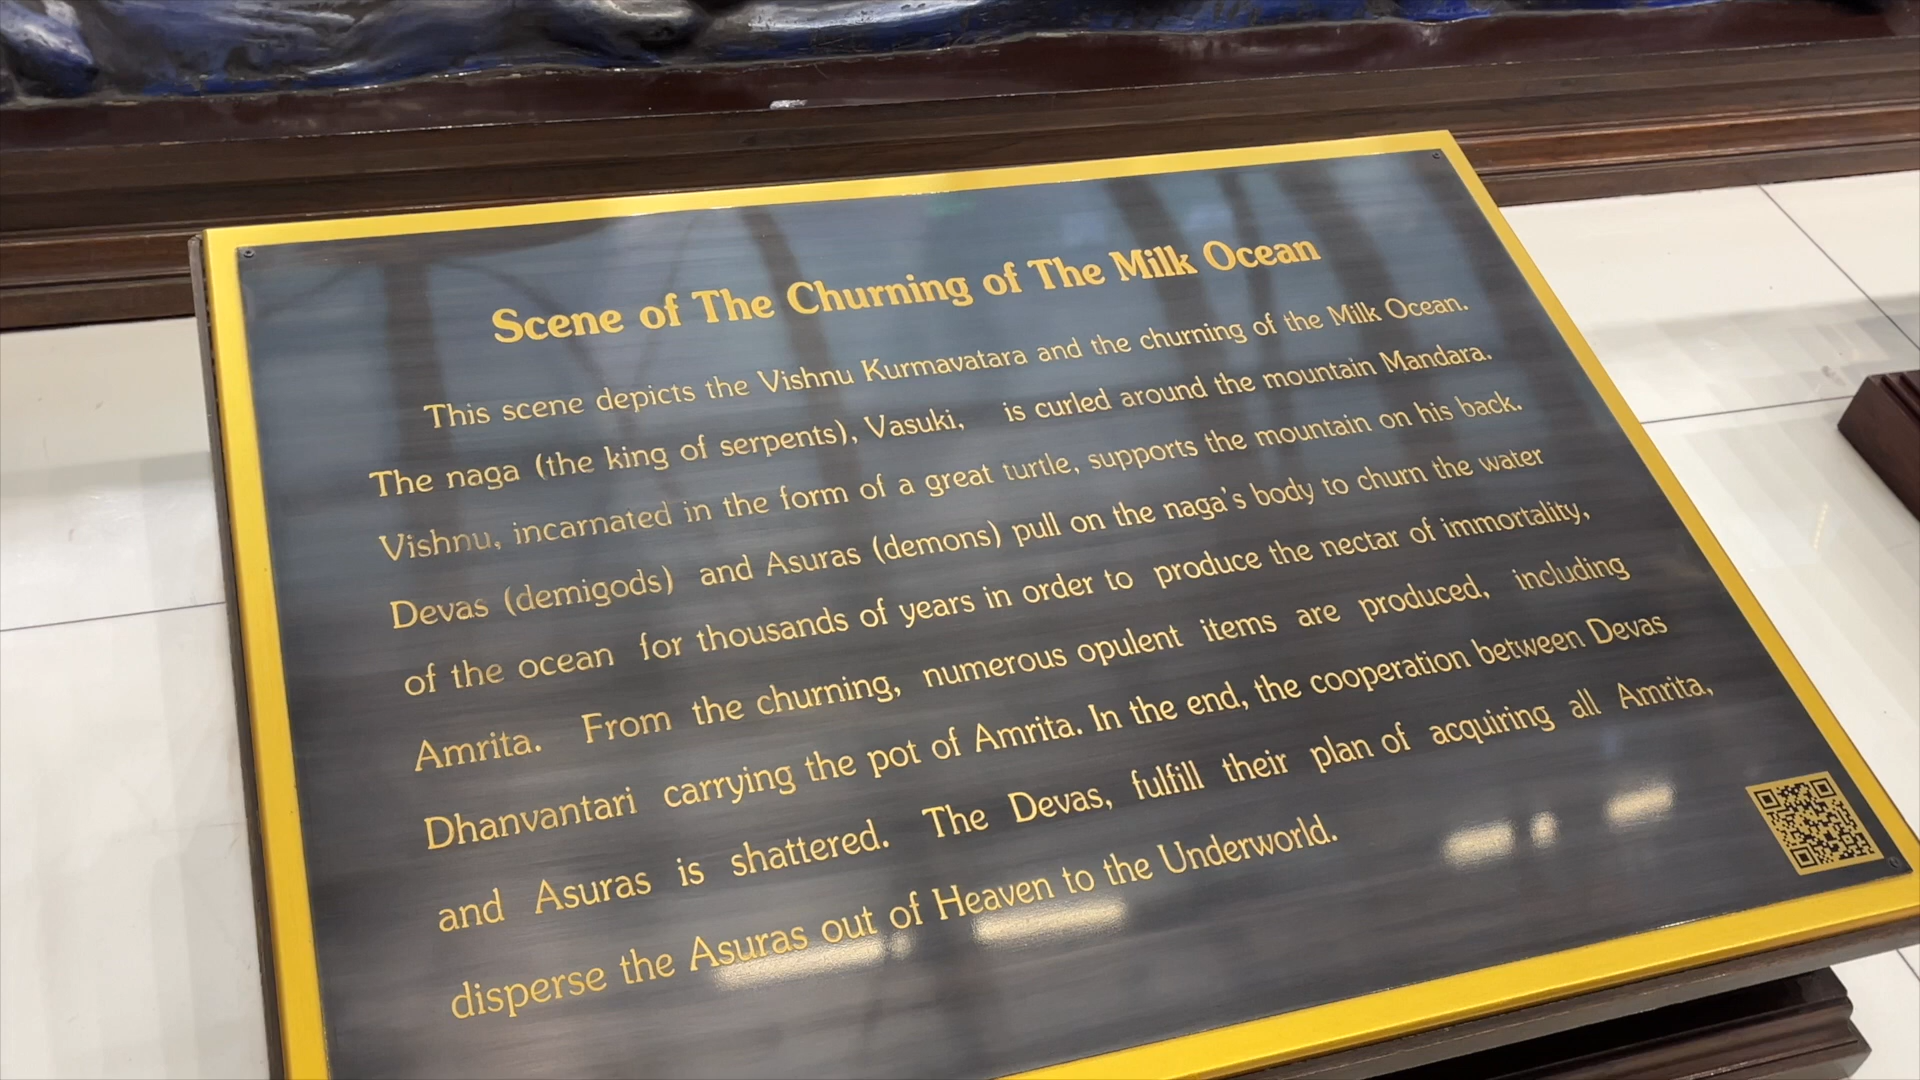 Scene of The Churning of The Milk Ocean
This scene depicts the Vishnu Kurmavatara and the churning of the Milk Ocean.
The naga (the king of serpents), Vasuki, is curled around the mountain Mandara.
Vishnu, incarnated in the form of a great turtle, supports the mountain on his back.
Devas (demigods) and Asuras (demons) pull on the naga's body to churn the water
of the ocean for thousands of years in order to produce the nectar of immortality,
Amrita. From the churning, numerous opulent items are produced, including
Dhanvantari carrying the pot of Amrita. In the end, the cooperation between Devas
and Asuras is shattered. The Devas, fulfill their plan of acquiring all Amrita,
disperse the Asuras out of Heaven to the Underworld.